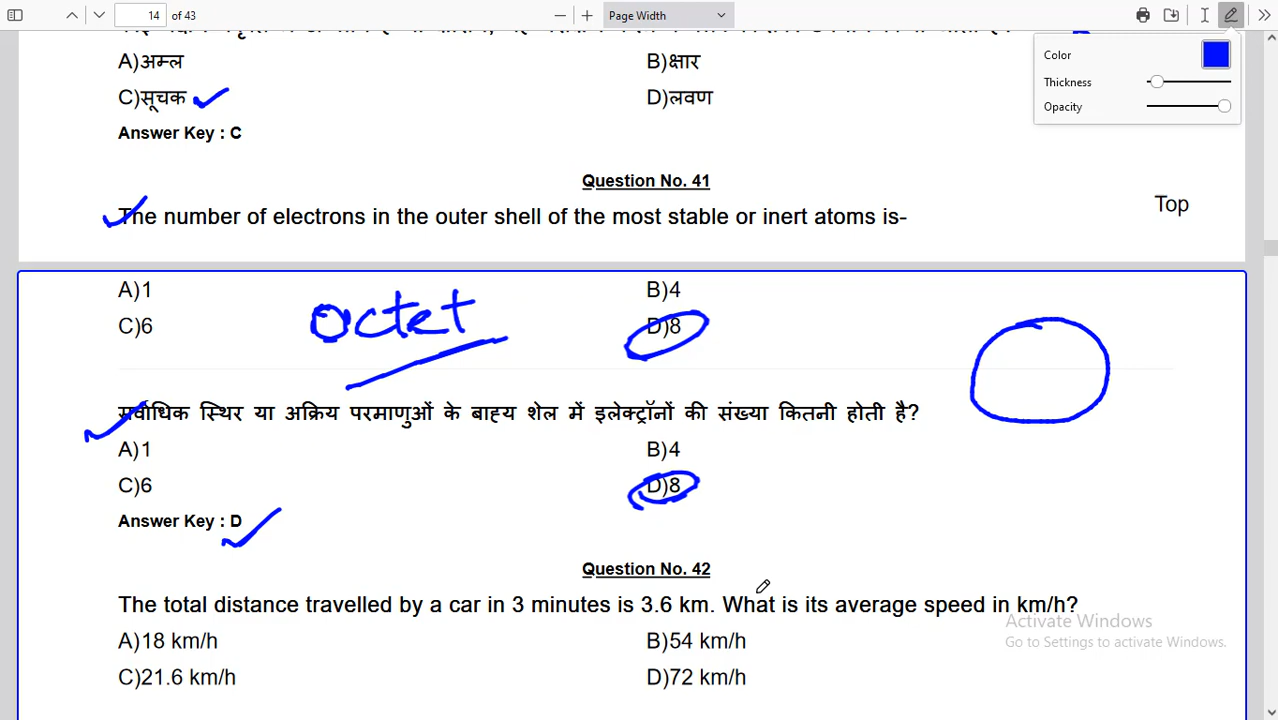 14 of 43 Page Width
A)अम्ल B)क्षार
Color
Thickness
Opacity
C)सूचक D)लवण
Answer Key : C
Question No. 41
The number of electrons in the outer shell of the most stable or inert atoms is-
Top
A)1 B)4
C)6 D)8
octet
सर्वाधिक स्थिर या अक्रिय परमाणुओं के बाह्य शेल में इलेक्ट्रॉनों की संख्या कितनी होती है?
A)1 B)4
C)6 D)8
Answer Key : D
Question No. 42
The total distance travelled by a car in 3 minutes is 3.6 km. What is its average speed in km/h?
A)18 km/h B)54 km/h
C)21.6 km/h D)72 km/h
Activate Windows
Go to Settings to activate Windows.